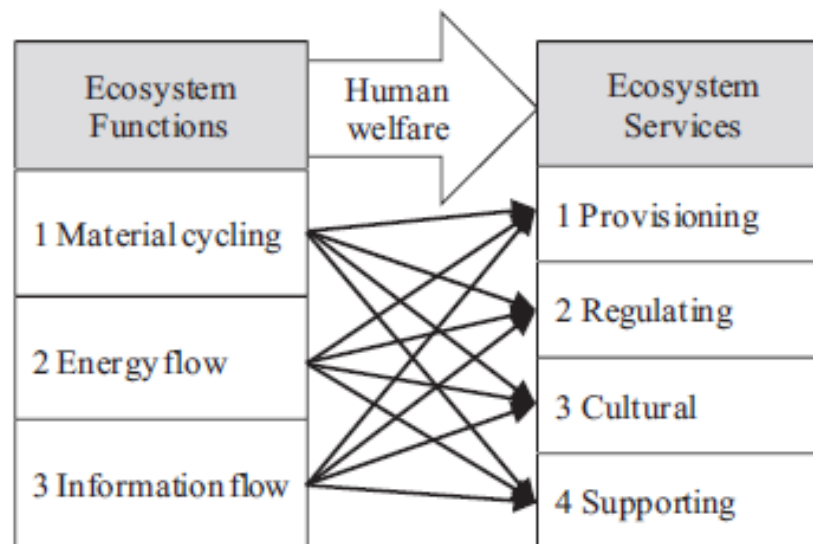 Ecosystem
Functions
Human
welfare
Ecosystem
Services
1 Material cycling
2 Energy flow
3 Information flow
1 Provisioning
2 Regulating
3 Cultural
4 Supporting